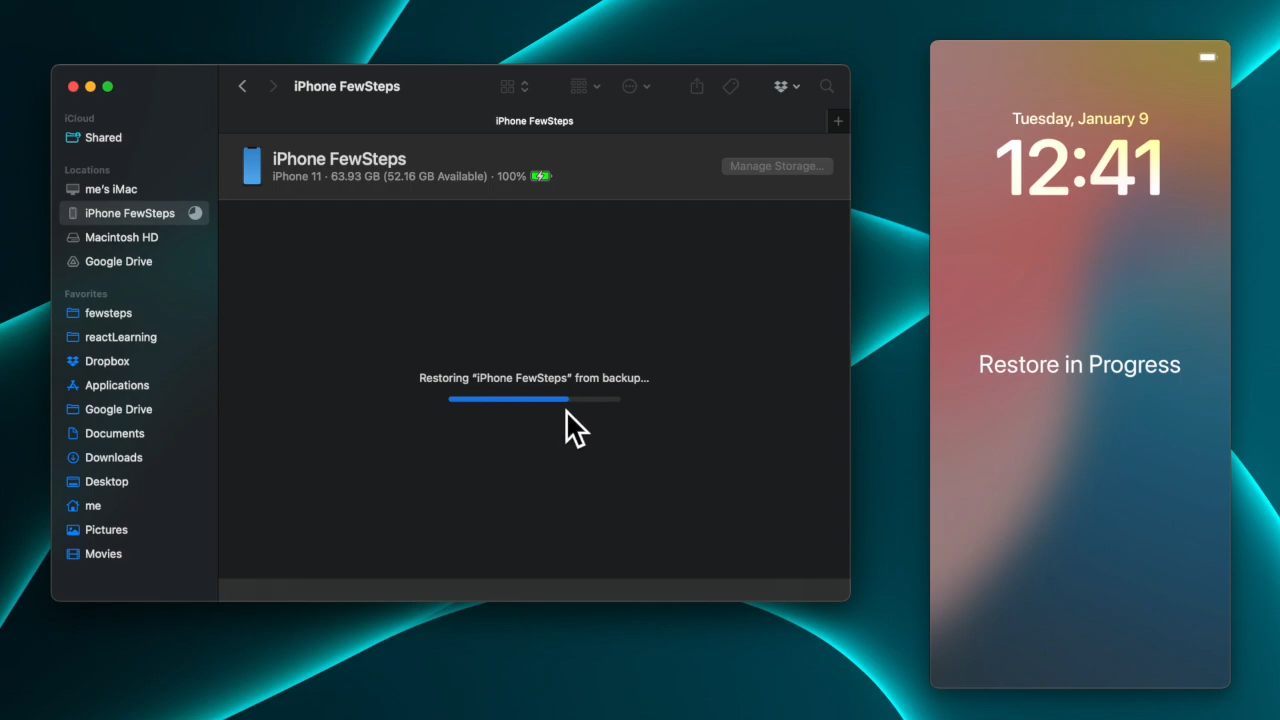 iPhone FewSteps
iPhone FewSteps
iCloud
Shared
Locations
me's iMac
iPhone FewSteps
Macintosh HD
Google Drive
Favorites
fewsteps
reactLearning
Dropbox
Applications
Google Drive
Documents
Downloads
Desktop
me
Pictures
Movies
iPhone FewSteps
iPhone 11 · 63.93 GB (52.16 GB Available) · 100%
Manage Storage...
Restoring “iPhone FewSteps” from backup...
Tuesday, January 9
12:41
Restore in Progress